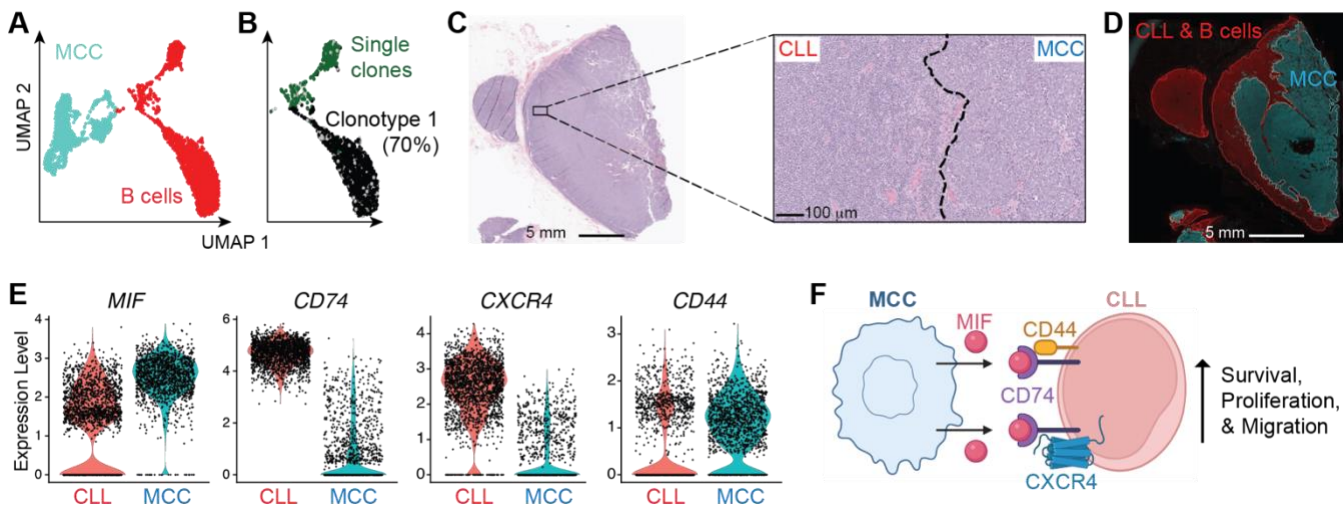 A
MCC
UMAP 2
B cells
UMAP 1
B
Single
clones
Clonotype 1
(70%)
C
5 mm
CLL
MCC
100 µm
D
CLL & B cells
MCC
5 mm
E
Expression Level
MIF
4
3
2
1
0
CLL
MCC
CD74
6
4
2
0
CLL
MCC
CXCR4
4
3
2
1
0
CLL
MCC
CD44
3
2
1
0
CLL
MCC
F
MCC
CLL
MIF
CD44
CD74
CXCR4
Survival,
Proliferation,
& Migration